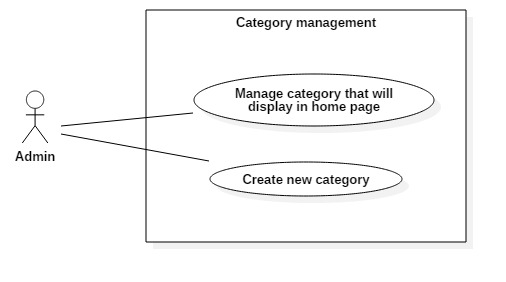 Category management
Manage category that will
display in home page
Admin
Create new category